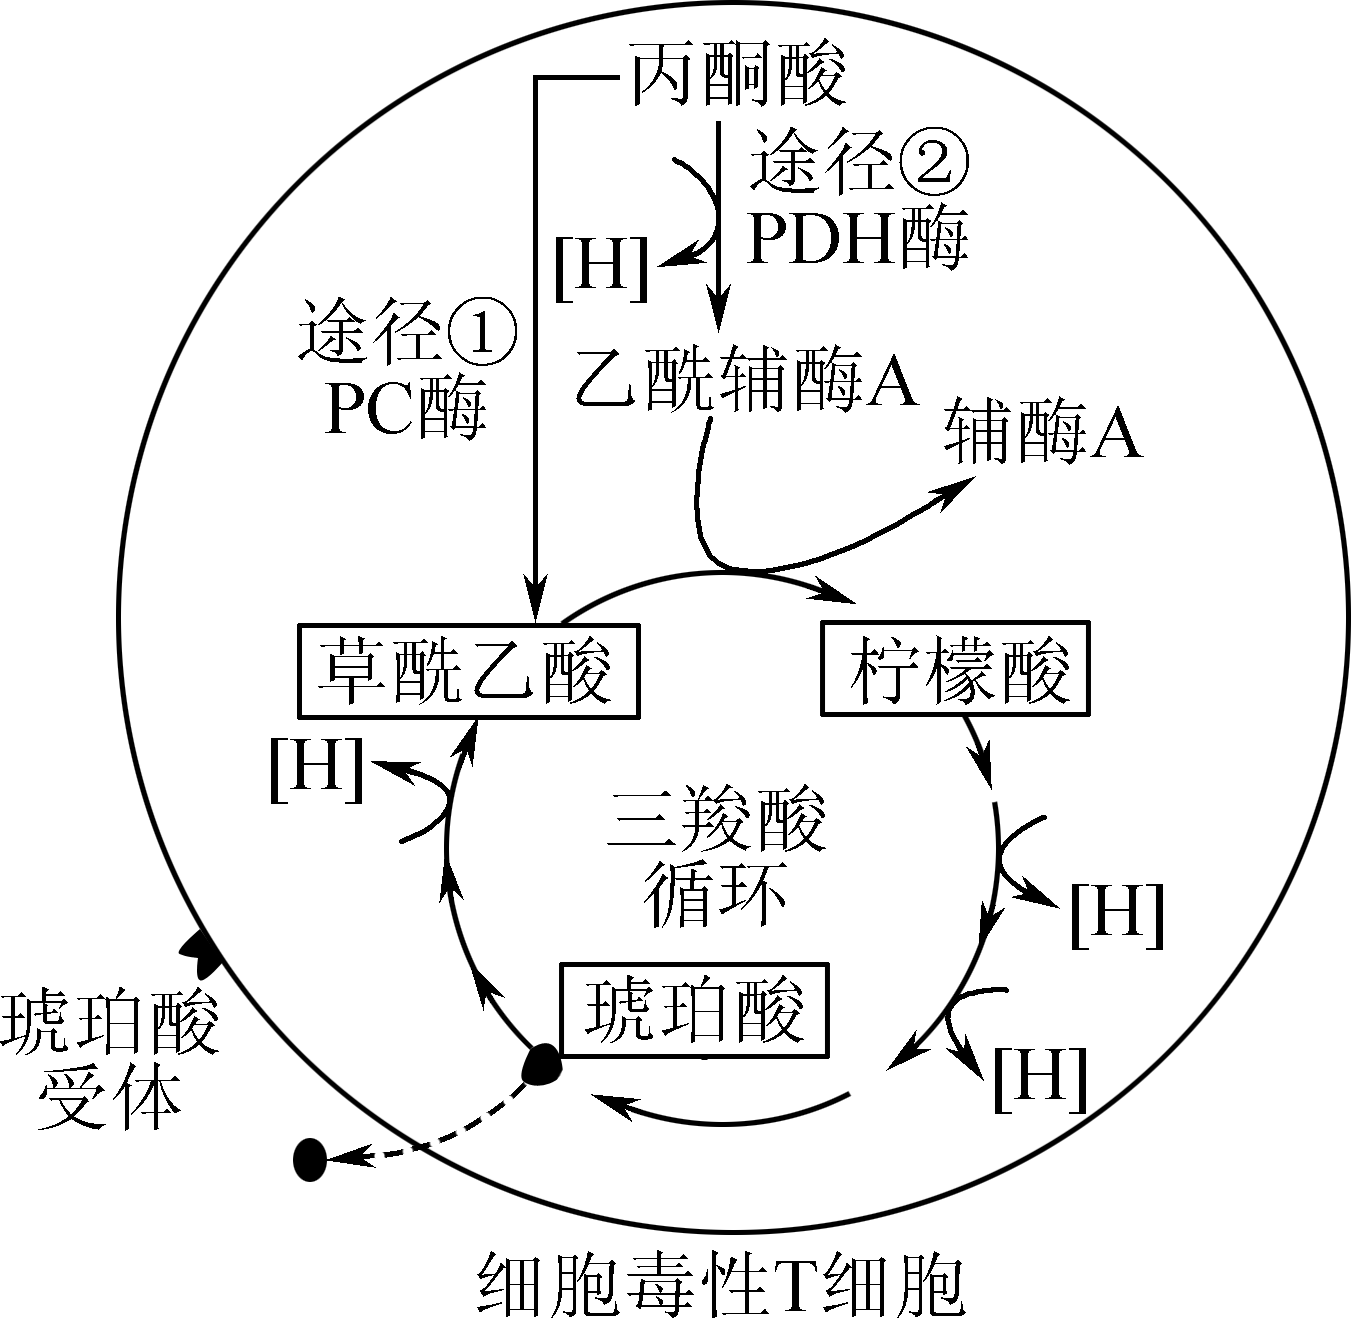 丙酮酸
途径②
PDH酶
[H]
途径①
PC酶
乙酰辅酶A
辅酶A
草酰乙酸
柠檬酸
[H]
三羧酸
循环
[H]
琥珀酸
琥珀酸
受体
[H]
细胞毒性T细胞